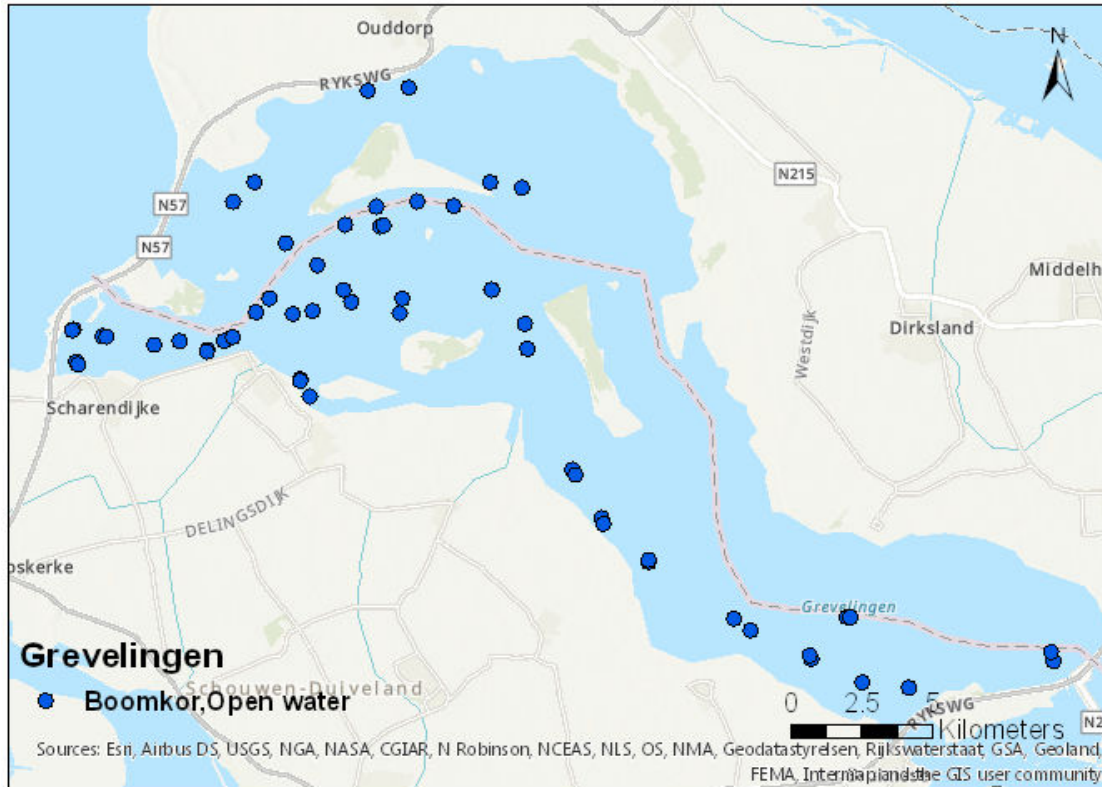 Ouddorp
N
RYKSWG
N215
N57
N57
Middelh
Dirksland
Westdijk
Scharendijke
DELINGSDIJK
oskerke
Grevelingen
Grevelingen
Schouwen-Duiveland
Boomkor,Open water
0 2.5 5
Kilometers
RYKSWG
N2
Sources: Esri, Airbus DS, USGS, NGA, NASA, CGIAR, N Robinson, NCEAS, NLS, OS, NMA, Geodatastyrelsen, Rijkswaterstaat, GSA, Geoland,
FEMA, Intermap and the GIS user community